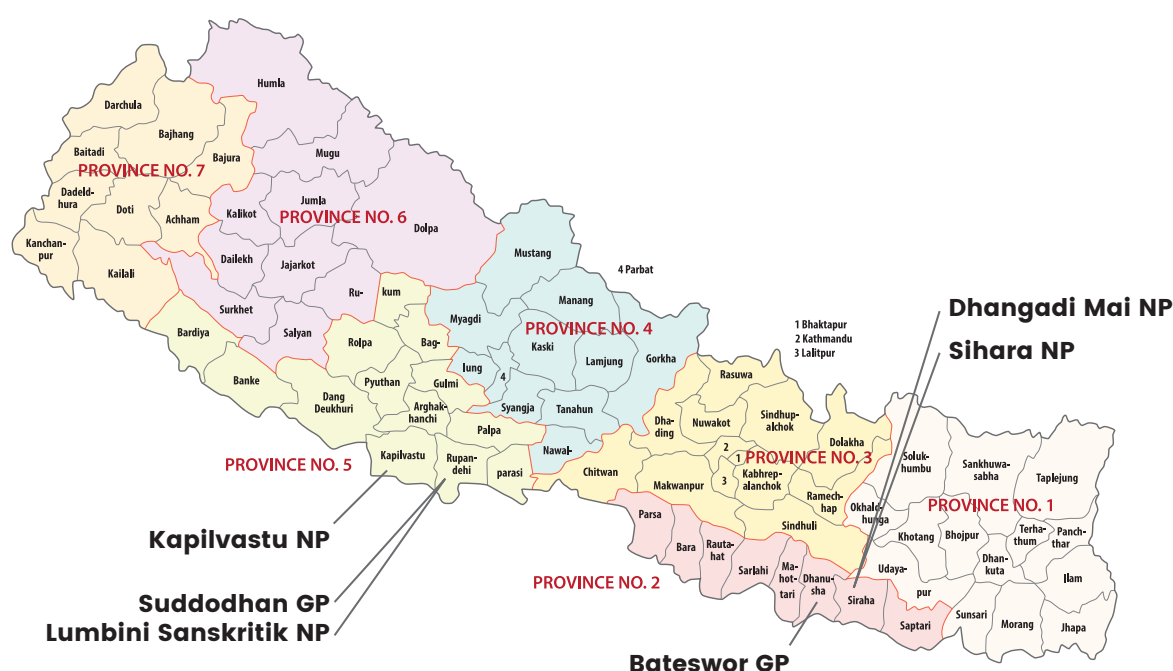 Humla
Darchula
Bajhang
Baitadi
Bajura
Mugu
PROVINCE NO. 7
Dadeld-
hura
Doti
Achham
Jumla
Kalikot
PROVINCE NO. 6
Dolpa
Kanchan-
pur
Kailali
Dailekh
Jajarkot
Mustang
4 Parbat
Ru-
kum
Surkhet
Salyan
Manang
Myagdi
PROVINCE NO. 4
Kaski
Lamjung
Gorkha
1 Bhaktapur
2 Kathmandu
3 Lalitpur
Dhangadi Mai NP
Sihara NP
Bardiya
Rolpa
Bag-
lung
4
Banke
Pyuthan
Gulmi
Dang
Deukhuri
Arghak-
hanchi
Syangja
Tanahun
Palpa
Nawal-
parasi
Kapilvastu
Rupan-
dehi
PROVINCE NO. 5
Rasuwa
Dha-
ding
Nuwakot
Sindhup-
alchok
Dolakha
2
1
PROVINCE NO. 3
Chitwan
Makwanpur
3
Kabhrep-
alanchok
Ramech-
hap
Sindhuli
Soluk-
humbu
Sankhuwa-
sabha
Taplejung
Okhald-
hunga
PROVINCE NO. 1
Khotang
Bhojpur
Terha-
thum
Panch-
thar
Dhan-
kuta
Ilam
Udaya-
pur
Sunsari
Morang
Jhapa
Parsa
Bara
Rauta-
hat
Sarlahi
Ma-
hot-
tari
Dhanu-
sha
Siraha
Saptari
PROVINCE NO. 2
Kapilvastu NP
Suddodhan GP
Lumbini Sanskritik NP
Bateswor GP